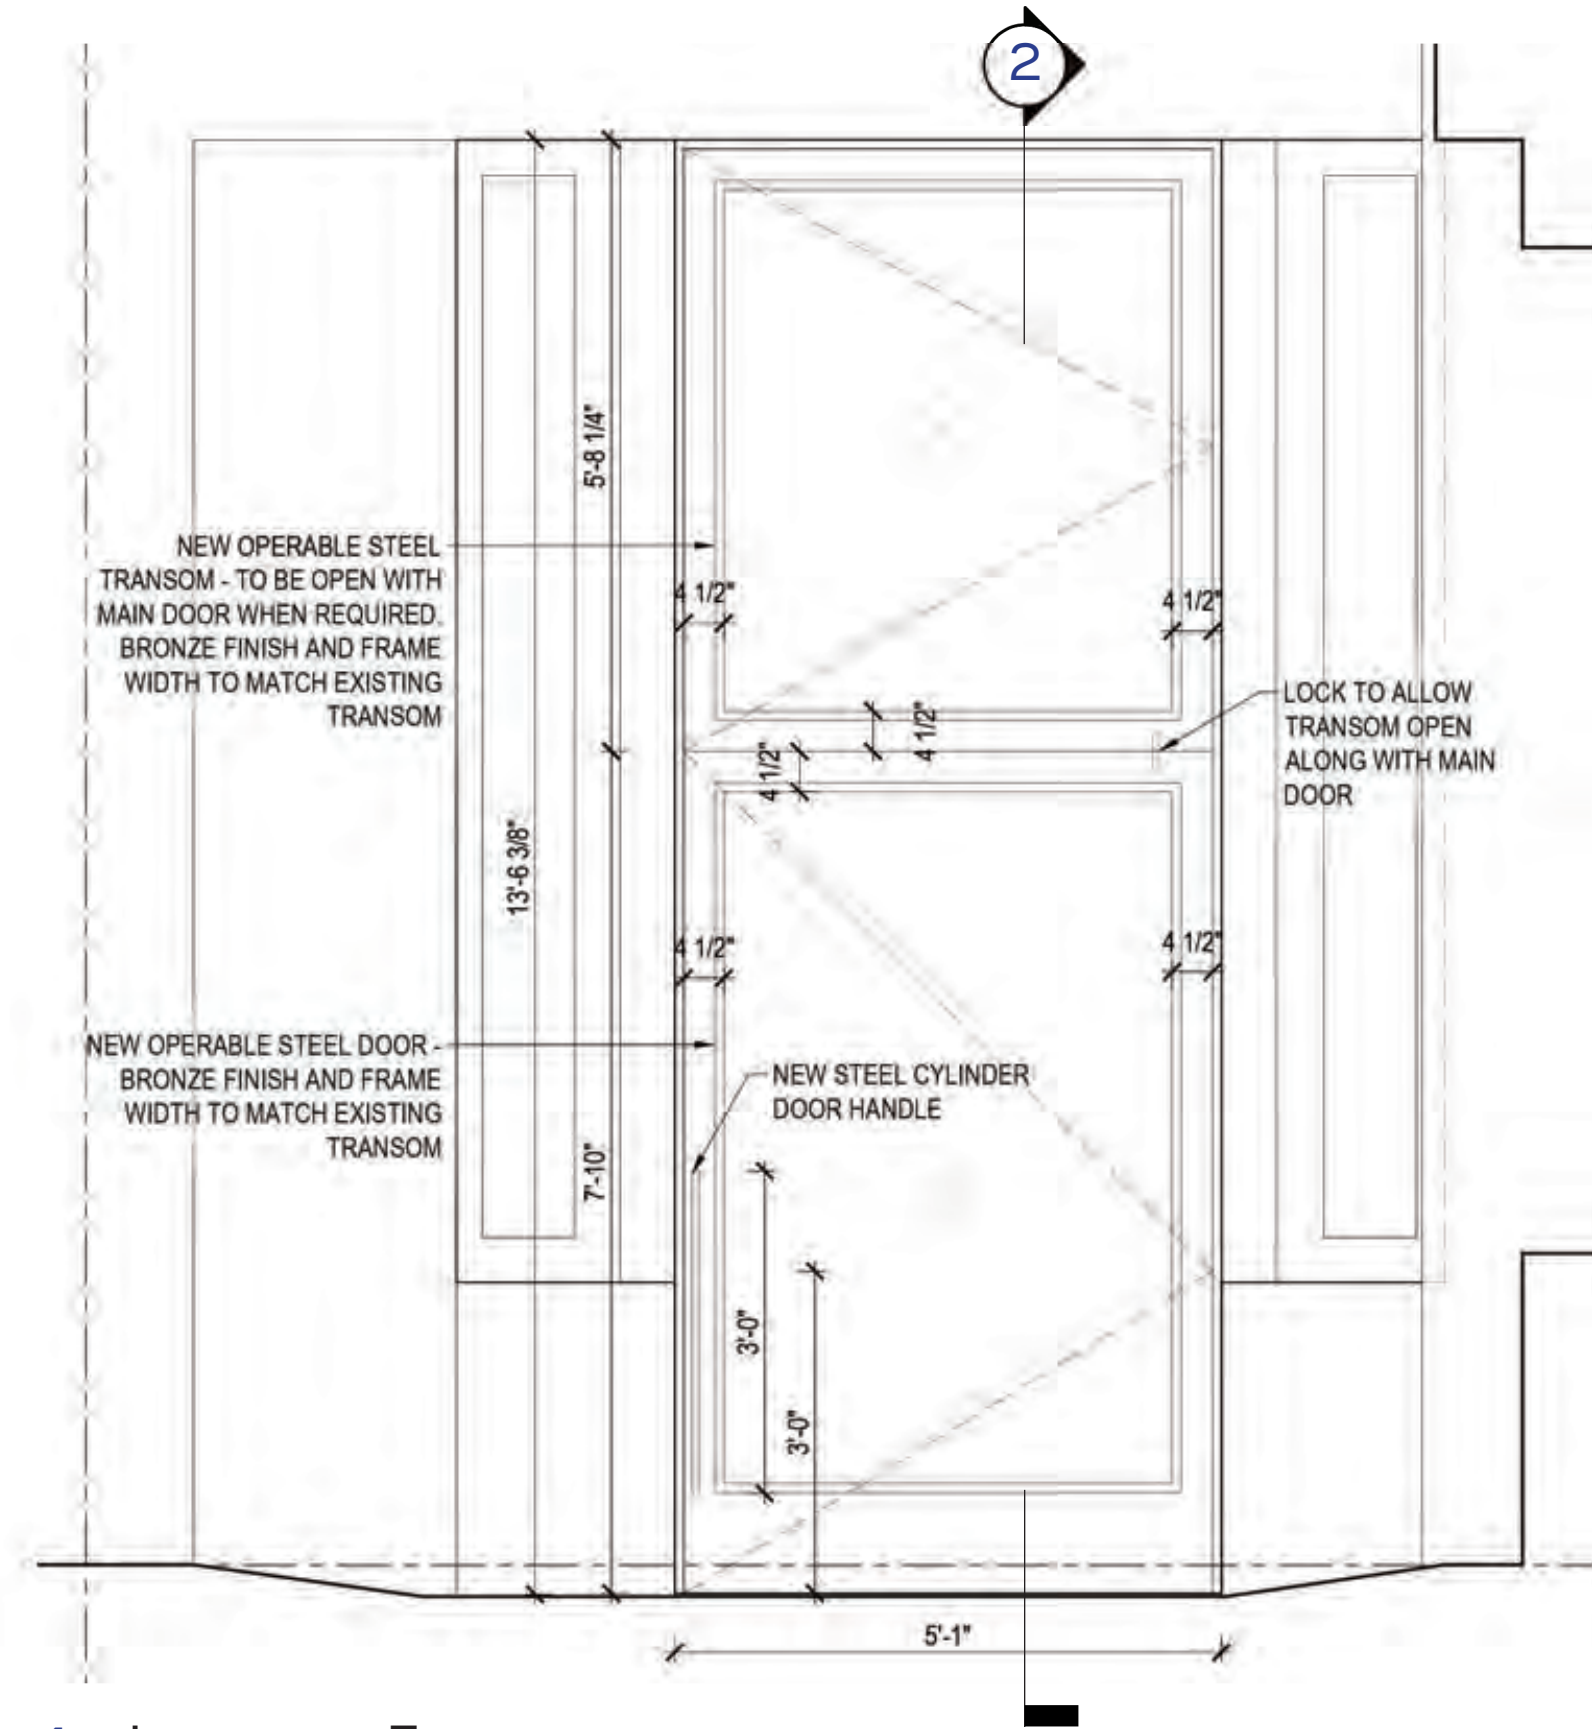 2
5'-8 1/4"
NEW OPERABLE STEEL
TRANSOM - TO BE OPEN WITH
MAIN DOOR WHEN REQUIRED.
BRONZE FINISH AND FRAME
WIDTH TO MATCH EXISTING
TRANSOM
4 1/2"
4 1/2"
LOCK TO ALLOW
TRANSOM OPEN
ALONG WITH MAIN
DOOR
4 1/2"
4 1/2"
13'-6 3/8"
4 1/2"
4 1/2"
NEW OPERABLE STEEL DOOR -
BRONZE FINISH AND FRAME
WIDTH TO MATCH EXISTING
TRANSOM
NEW STEEL CYLINDER
DOOR HANDLE
7'-10"
3'-0"
3'-0"
5'-1"